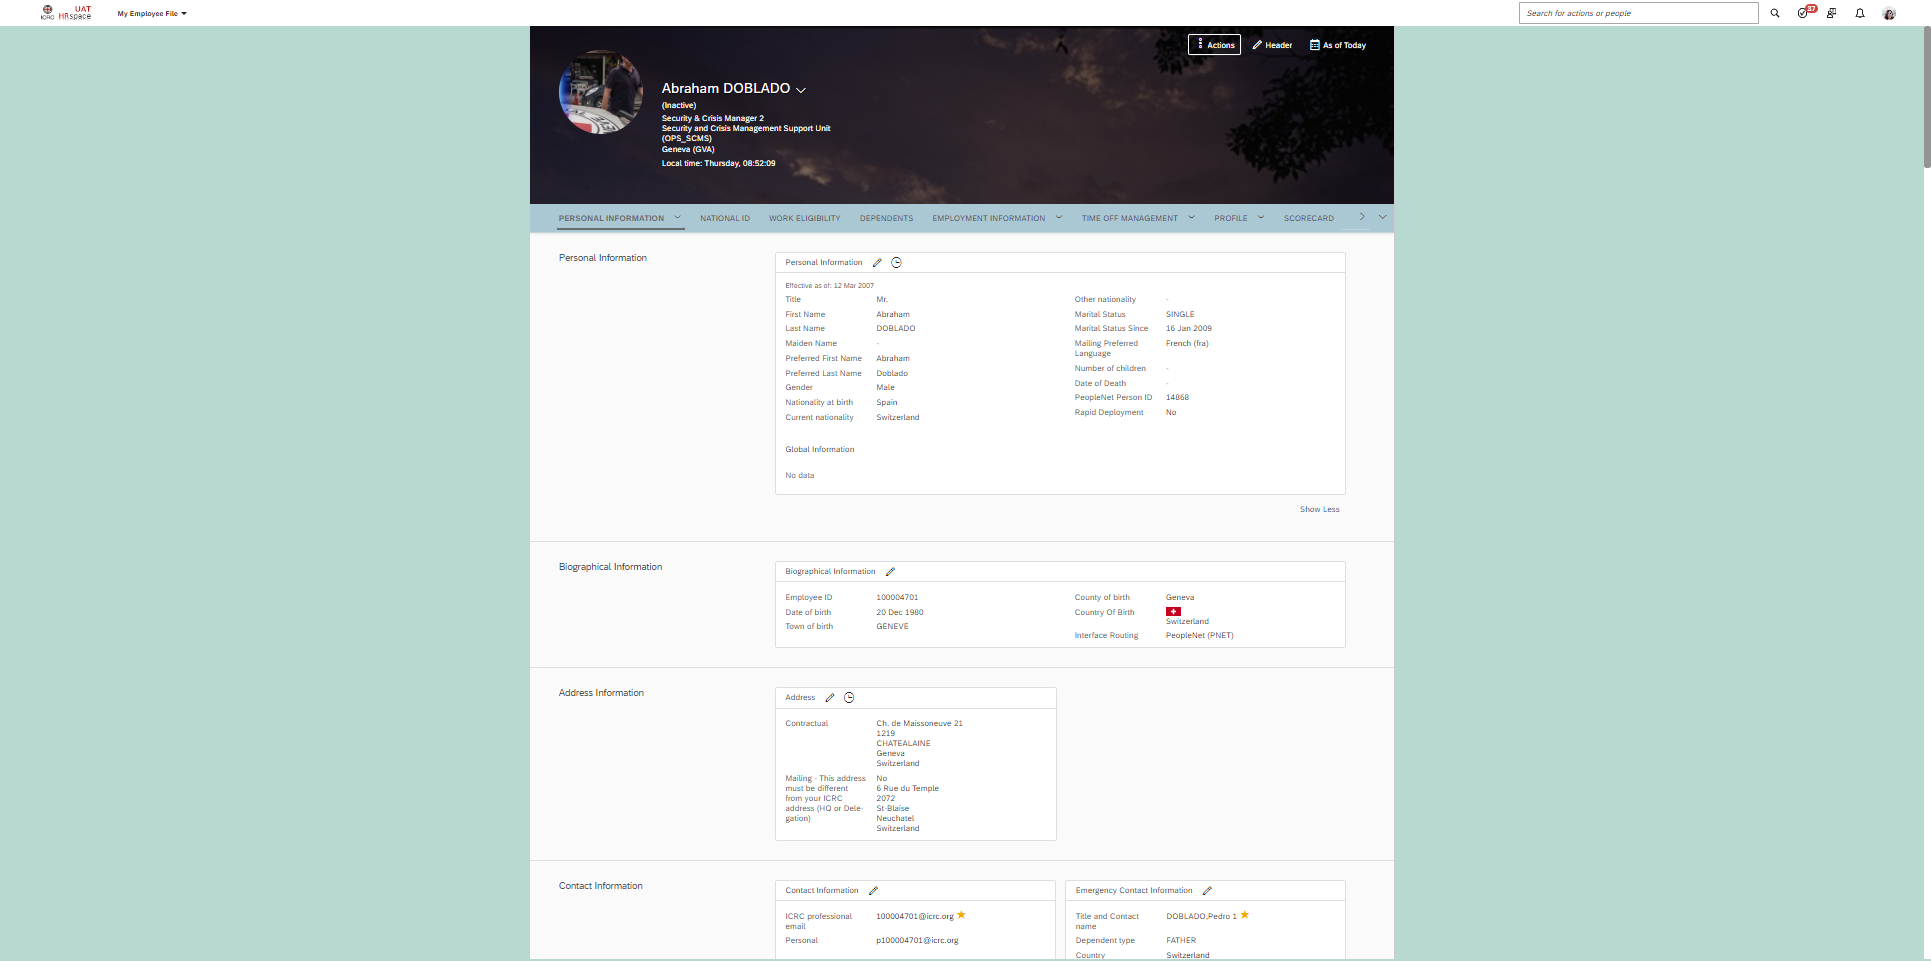 ICRC UAT HRspace
My Employee File
Search for actions or people
37
Actions
Header
As of Today
Abraham DOBLADO
(Inactive)
Security & Crisis Manager 2
Security and Crisis Management Support Unit
(OPS_SCMS)
Geneva (GVA)
Local time: Thursday, 08:52:09
PERSONAL INFORMATION NATIONAL ID WORK ELIGIBILITY DEPENDENTS EMPLOYMENT INFORMATION TIME OFF MANAGEMENT PROFILE SCORECARD
Personal Information
Personal Information
Effective as of: 12 Mar 2007
Title Mr.
First Name Abraham
Last Name DOBLADO
Maiden Name -
Preferred First Name Abraham
Preferred Last Name Doblado
Gender Male
Nationality at birth Spain
Current nationality Switzerland
Other nationality -
Marital Status SINGLE
Marital Status Since 16 Jan 2009
Mailing Preferred French (fra)
Language
Number of children -
Date of Death -
PeopleNet Person ID 14868
Rapid Deployment No
Global Information
No data
Show Less
Biographical Information
Biographical Information
Employee ID 100004701
Date of birth 20 Dec 1980
Town of birth GENEVE
County of birth Geneva
Country Of Birth
Switzerland
Interface Routing PeopleNet (PNET)
Address Information
Address
Contractual Ch. de Maissoneuve 21
1219
CHATEALAINE
Geneva
Switzerland
Mailing - This address No
must be different 6 Rue du Temple
from your ICRC 2072
address (HQ or Dele- St-Blaise
gation) Neuchatel
Switzerland
Contact Information
Contact Information
ICRC professional 100004701@icrc.org
email
Personal p100004701@icrc.org
Emergency Contact Information
Title and Contact DOBLADO,Pedro 1
name
Dependent type FATHER
Country Switzerland